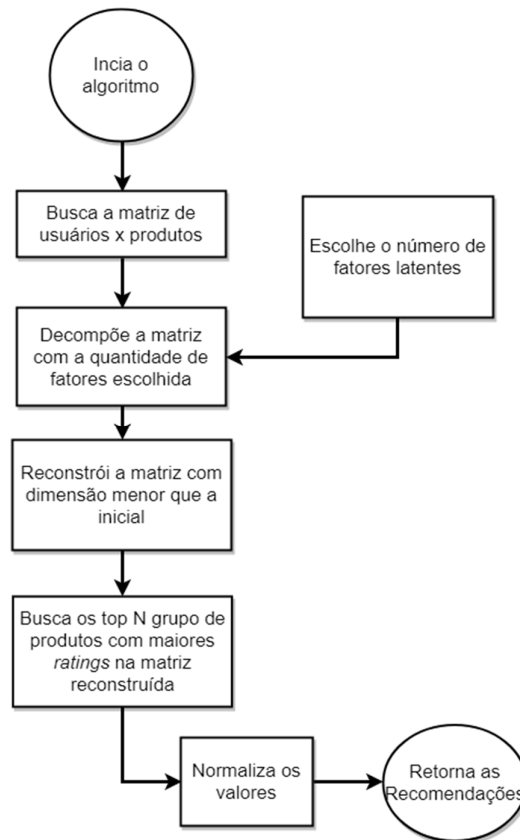 Incia o
algoritmo
Busca a matriz de
usuários x produtos
Escolhe o número de
fatores latentes
Decompõe a matriz
com a quantidade de
fatores escolhida
Reconstrói a matriz com
dimensão menor que a
inicial
Busca os top N grupo de
produtos com maiores
ratings na matriz
reconstruída
Normaliza os
valores
Retorna as
Recomendações